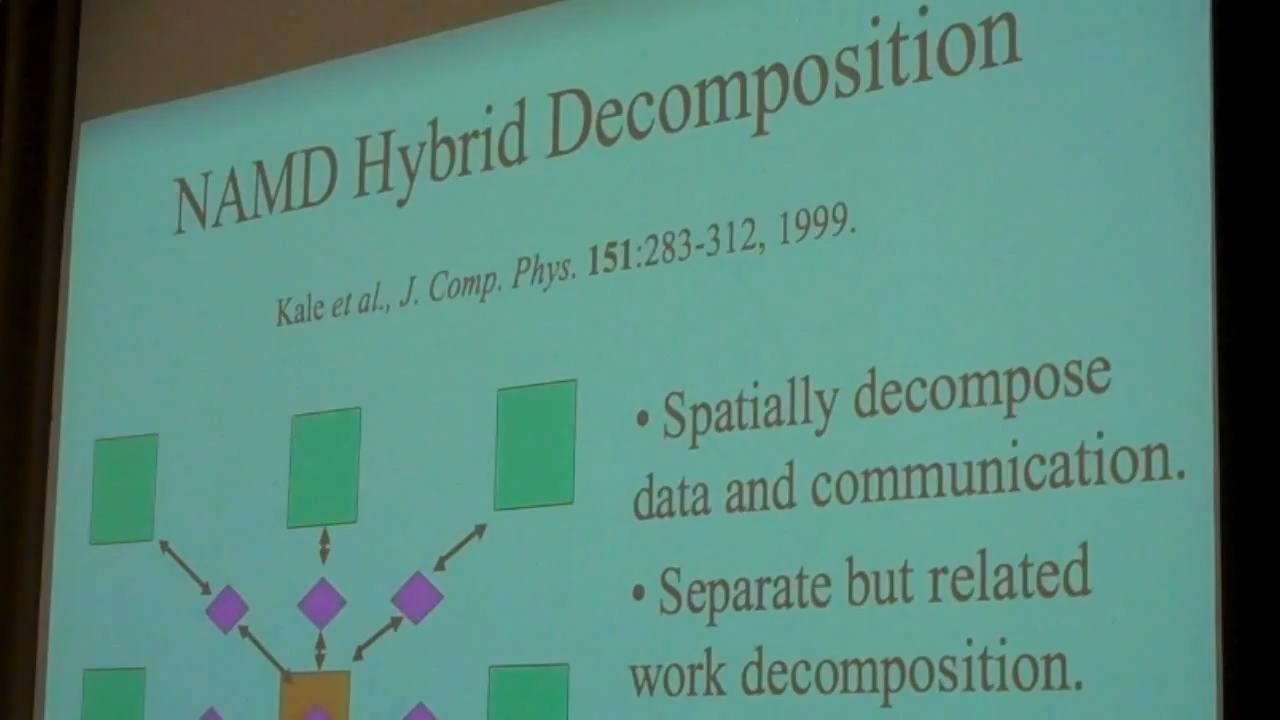 NAMD Hybrid Decomposition
Kale et al., J. Comp. Phys. 151:283-312, 1999.
• Spatially decompose
data and communication.
• Separate but related
work decomposition.